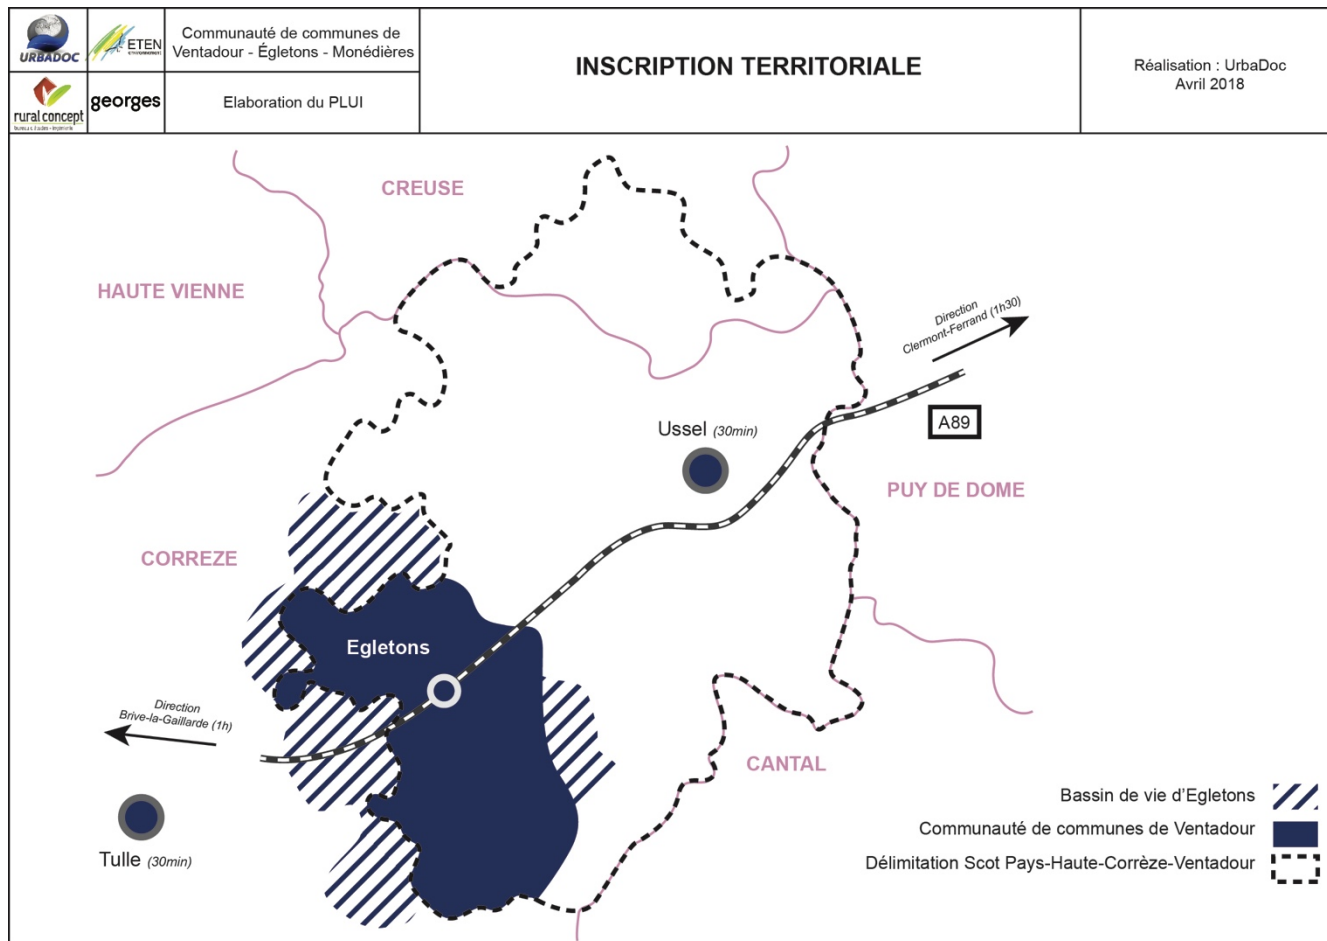 URBADOC
ETEN
ENVIRONNEMENT
Communauté de communes de
Ventadour - Égletons - Monédières
INSCRIPTION TERRITORIALE
Réalisation : UrbaDoc
Avril 2018
rural concept
georges
Elaboration du PLUI
CREUSE
HAUTE VIENNE
Direction
Clermont-Ferrand (1h30)
A89
Ussel (30min)
PUY DE DOME
CORREZE
Egletons
Direction
Brive-la-Gaillarde (1h)
CANTAL
Tulle (30min)
Bassin de vie d'Egletons
Communauté de communes de Ventadour
Délimitation Scot Pays-Haute-Corrèze-Ventadour